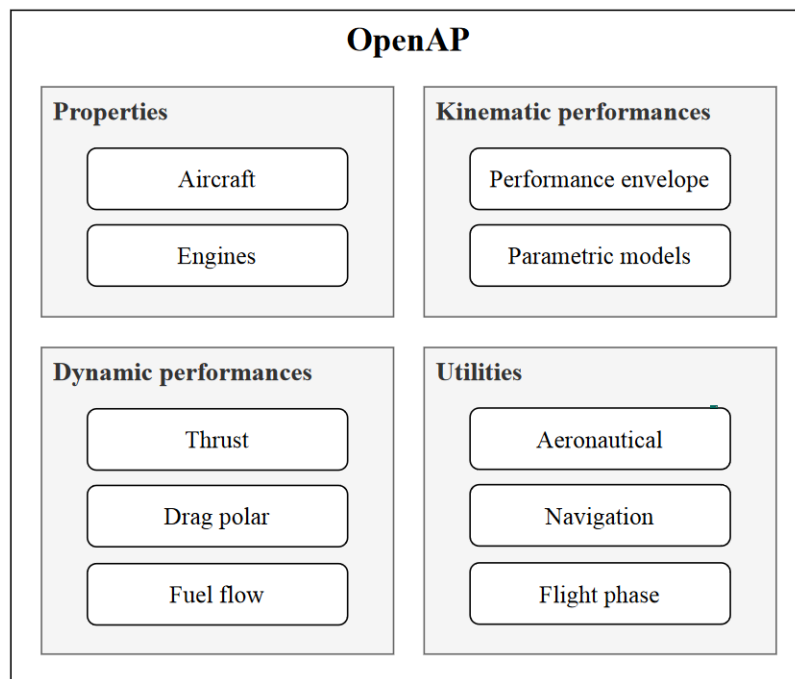 OpenAP
Properties
Aircraft
Engines
Kinematic performances
Performance envelope
Parametric models
Dynamic performances
Thrust
Drag polar
Fuel flow
Utilities
Aeronautical
Navigation
Flight phase